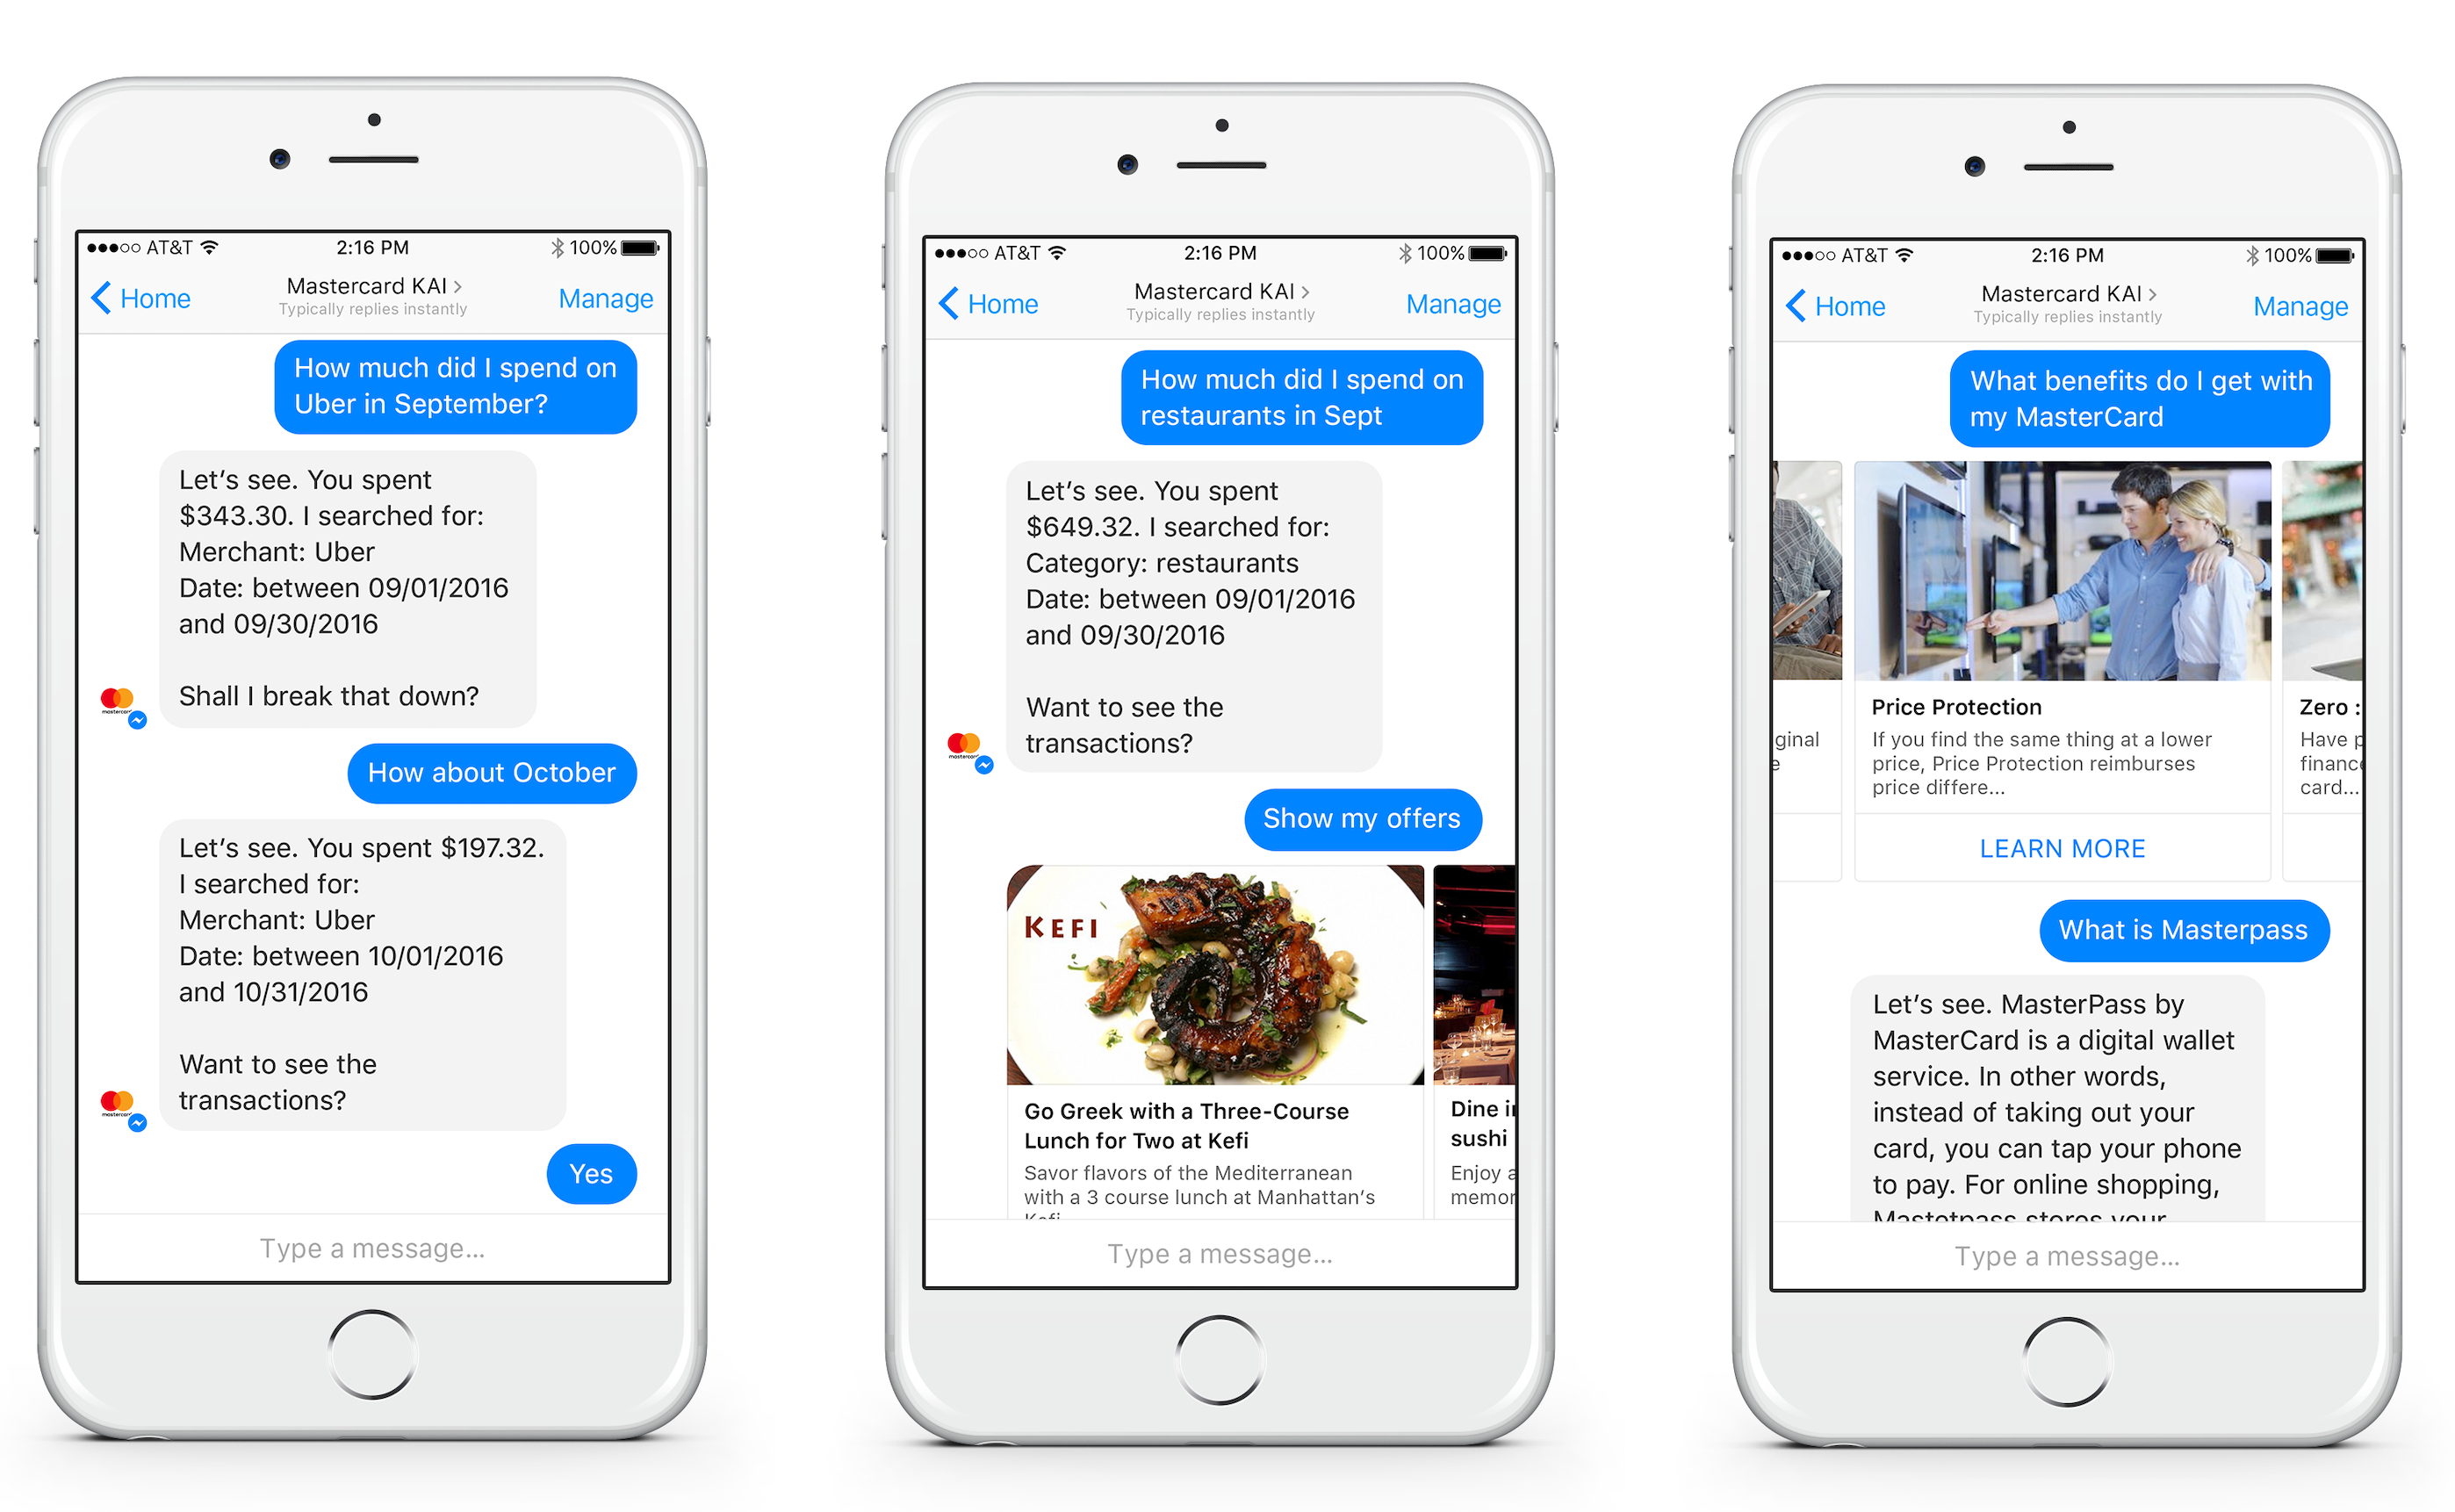 AT&T 2:16 PM 100%
Home Mastercard KAI Manage
Typically replies instantly
How much did I spend on
Uber in September?
Let’s see. You spent
$343.30. I searched for:
Merchant: Uber
Date: between 09/01/2016
and 09/30/2016
Shall I break that down?
mastercard
How about October
Let’s see. You spent $197.32.
I searched for:
Merchant: Uber
Date: between 10/01/2016
and 10/31/2016
Want to see the
transactions?
mastercard
Yes
Type a message...
AT&T 2:16 PM 100%
Home Mastercard KAI Manage
Typically replies instantly
How much did I spend on
restaurants in Sept
Let’s see. You spent
$649.32. I searched for:
Category: restaurants
Date: between 09/01/2016
and 09/30/2016
Want to see the
transactions?
mastercard
Show my offers
KEFI
Go Greek with a Three-Course
Lunch for Two at Kefi
Savor flavors of the Mediterranean
with a 3 course lunch at Manhattan’s
Kefi
Dine
sushi
Enjoy a
memor
Type a message...
AT&T 2:16 PM 100%
Home Mastercard KAI Manage
Typically replies instantly
What benefits do I get with
my MasterCard
ginal
e
Price Protection
If you find the same thing at a lower
price, Price Protection reimburses
price differe...
LEARN MORE
Zero :
Have p
financ
card...
What is Masterpass
Let’s see. MasterPass by
MasterCard is a digital wallet
service. In other words,
instead of taking out your
card, you can tap your phone
to pay. For online shopping,
Mastetpass stores your
Type a message...